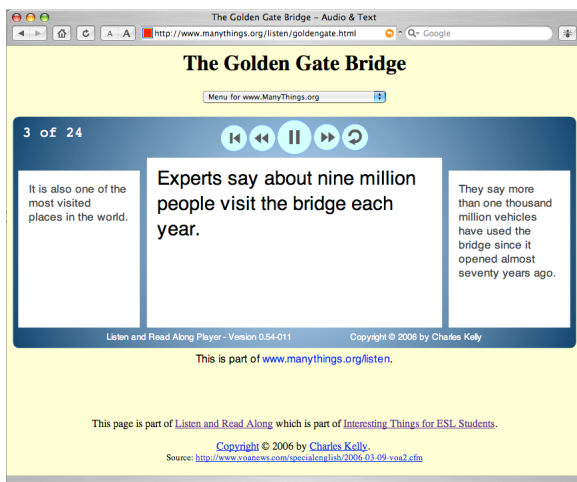 The Golden Gate Bridge – Audio & Text
A A
http://www.manythings.org/listen/goldengate.html
Google
The Golden Gate Bridge
Menu for www.ManyThings.org
3 of 24
It is also one of the
most visited
places in the world.
Experts say about nine million
people visit the bridge each
year.
They say more
than one thousand
million vehicles
have used the
bridge since it
opened almost
seventy years ago.
Listen and Read Along Player - Version 0.54-011
Copyright © 2006 by Charles Kelly
This is part of www.manythings.org/listen.
This page is part of Listen and Read Along which is part of Interesting Things for ESL Students.
Copyright © 2006 by Charles Kelly.
Source: http://www.voanews.com/specialenglish/2006-03-09-voa2.cfm